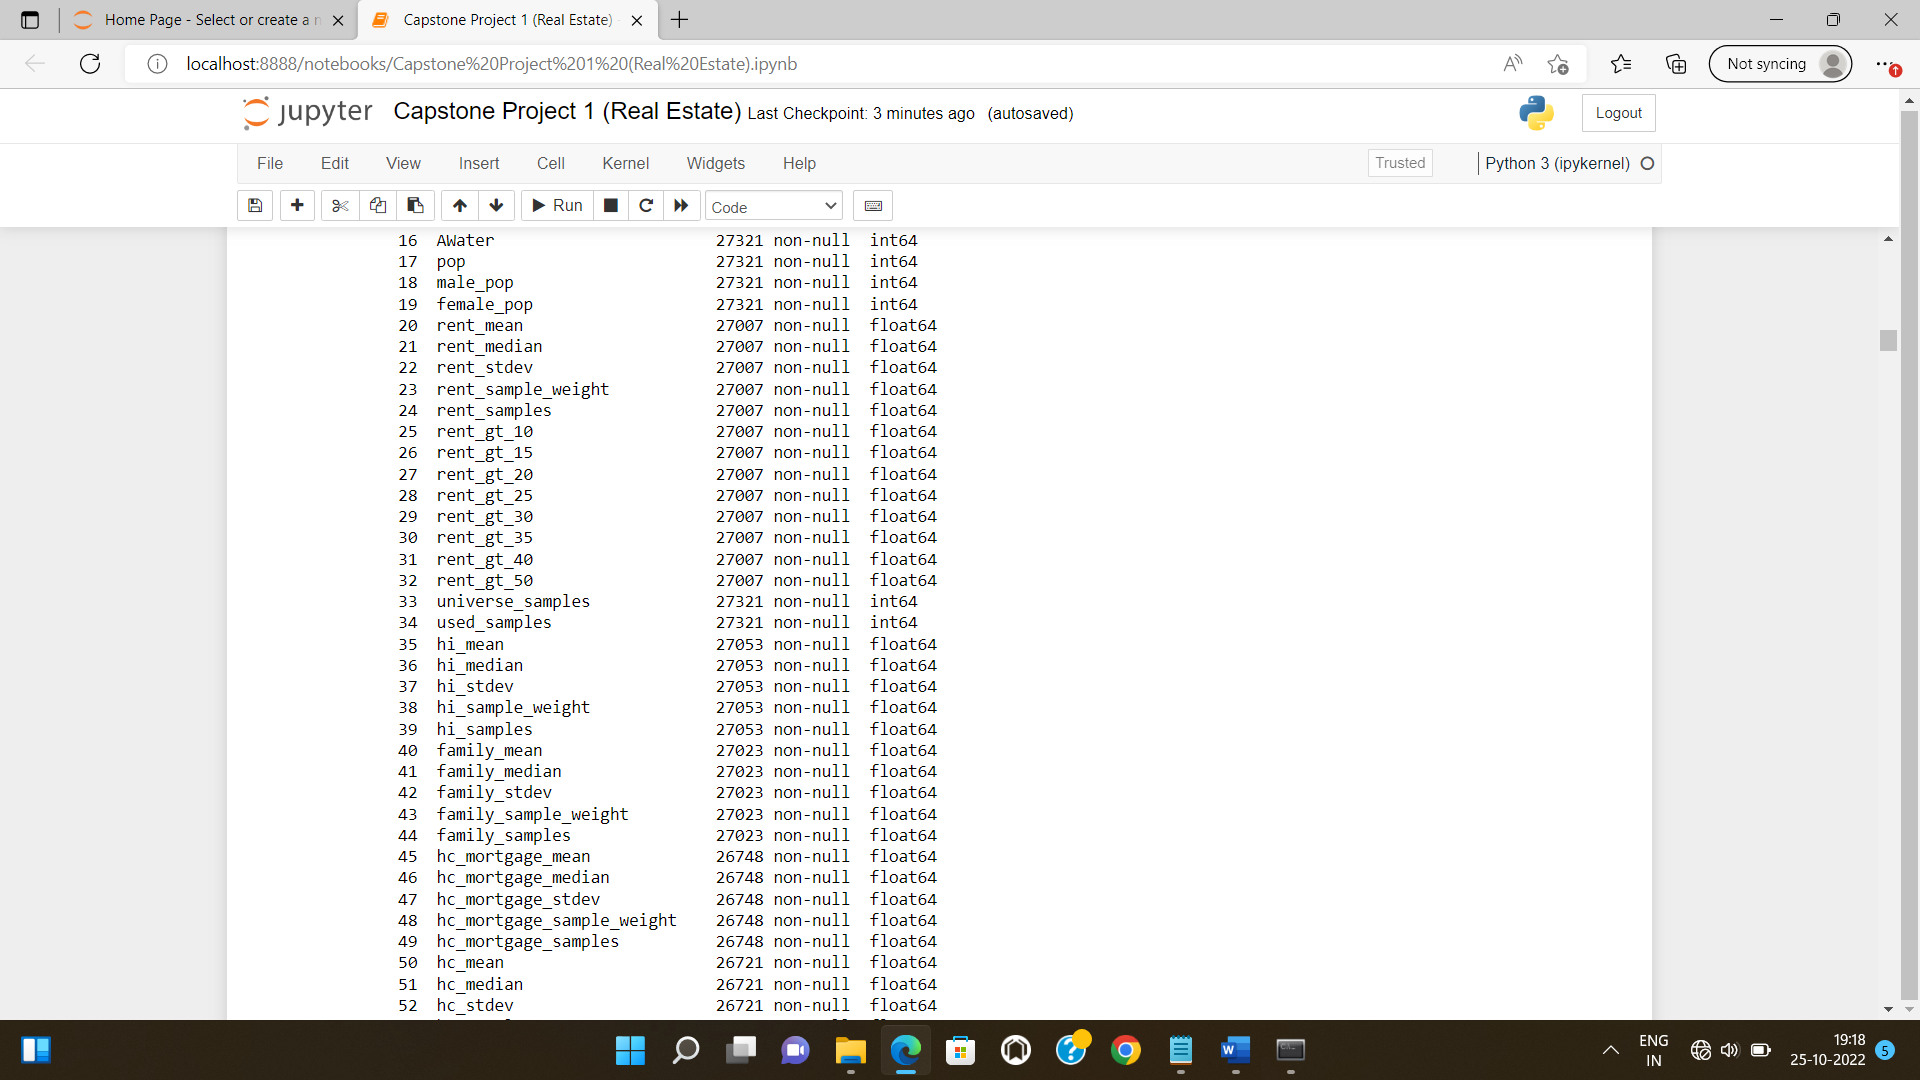 Home Page - Select or create a n
Capstone Project 1 (Real Estate)
localhost:8888/notebooks/Capstone%20Project%201%20(Real%20Estate).ipynb
Not syncing
jupyter Capstone Project 1 (Real Estate) Last Checkpoint: 3 minutes ago (autosaved)
Logout
File Edit View Insert Cell Kernel Widgets Help
Trusted
Python 3 (ipykernel)
Run
Code
16 AWater 27321 non-null int64
17 pop 27321 non-null int64
18 male_pop 27321 non-null int64
19 female_pop 27321 non-null int64
20 rent_mean 27007 non-null float64
21 rent_median 27007 non-null float64
22 rent_stdev 27007 non-null float64
23 rent_sample_weight 27007 non-null float64
24 rent_samples 27007 non-null float64
25 rent_gt_10 27007 non-null float64
26 rent_gt_15 27007 non-null float64
27 rent_gt_20 27007 non-null float64
28 rent_gt_25 27007 non-null float64
29 rent_gt_30 27007 non-null float64
30 rent_gt_35 27007 non-null float64
31 rent_gt_40 27007 non-null float64
32 rent_gt_50 27007 non-null float64
33 universe_samples 27321 non-null int64
34 used_samples 27321 non-null int64
35 hi_mean 27053 non-null float64
36 hi_median 27053 non-null float64
37 hi_stdev 27053 non-null float64
38 hi_sample_weight 27053 non-null float64
39 hi_samples 27053 non-null float64
40 family_mean 27023 non-null float64
41 family_median 27023 non-null float64
42 family_stdev 27023 non-null float64
43 family_sample_weight 27023 non-null float64
44 family_samples 27023 non-null float64
45 hc_mortgage_mean 26748 non-null float64
46 hc_mortgage_median 26748 non-null float64
47 hc_mortgage_stdev 26748 non-null float64
48 hc_mortgage_sample_weight 26748 non-null float64
49 hc_mortgage_samples 26748 non-null float64
50 hc_mean 26721 non-null float64
51 hc_median 26721 non-null float64
52 hc_stdev 26721 non-null float64
ENG
IN
19:18
25-10-2022
5